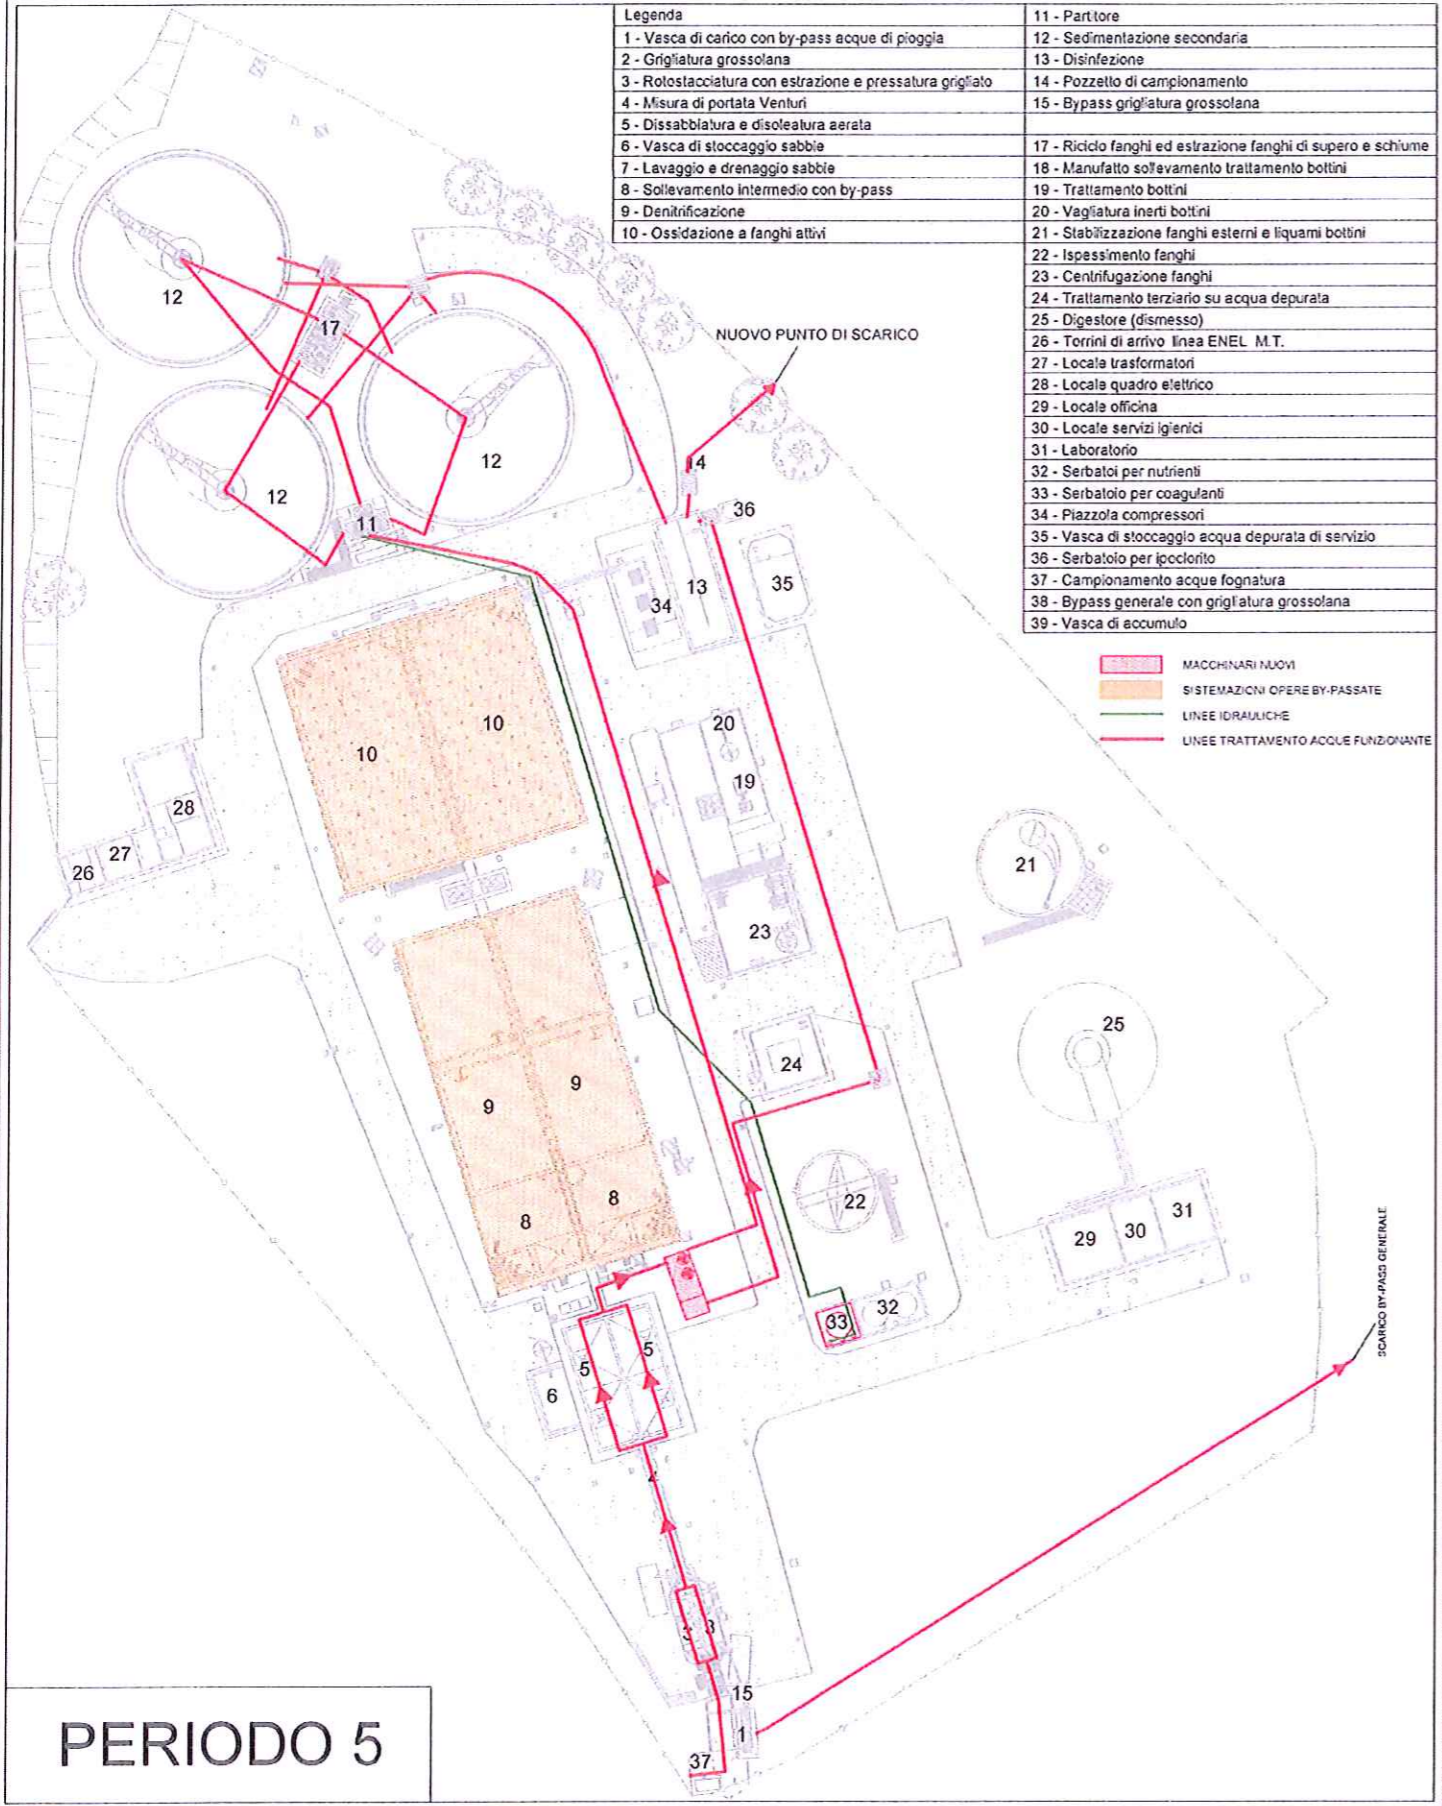 Legenda
1 - Vasca di carico con by-pass acque di pioggia
2 - Grigliatura grossolana
3 - Rotostacciatura con estrazione e pressatura grigliato
4 - Misura di portata Venturi
5 - Dissabbiatura e disoleatura aerata
6 - Vasca di stoccaggio sabbie
7 - Lavaggio e drenaggio sabbie
8 - Sollevamento intermedio con by-pass
9 - Denitrificazione
10 - Ossidazione a fanghi attivi
11 - Partitore
12 - Sedimentazione secondaria
13 - Disinfezione
14 - Pozzetto di campionamento
15 - Bypass grigliatura grossolana
17 - Riciclo fanghi ed estrazione fanghi di supero e schiume
18 - Manufatto sollevamento trattamento bottini
19 - Trattamento bottini
20 - Vagliatura inerti bottini
21 - Stabilizzazione fanghi esterni e liquami bottini
22 - Ispessimento fanghi
23 - Centrifugazione fanghi
24 - Trattamento terziario su acqua depurata
25 - Digestore (dismesso)
26 - Torrini di arrivo linea ENEL M.T.
27 - Locale trasformatori
28 - Locale quadro elettrico
29 - Locale officina
30 - Locale servizi igienici
31 - Laboratorio
32 - Serbatoi per nutrienti
33 - Serbatoio per coagulanti
34 - Piazzola compressori
35 - Vasca di stoccaggio acqua depurata di servizio
36 - Serbatoio per ipoclorito
37 - Campionamento acque fognatura
38 - Bypass generale con grigliatura grossolana
39 - Vasca di accumulo
MACCHINARI NUOVI
SISTEMAZIONI OPERE BY-PASSATE
LINEE IDRAULICHE
LINEE TRATTAMENTO ACQUE FUNZIONANTE
12
17
NUOVO PUNTO DI SCARICO
12
12
14
11
36
13
35
34
10
10
20
19
28
27
26
21
23
25
24
9
9
22
8
8
31
30
29
SCARICO BY-PASS GENERALE
32
33
5
5
6
4
3
3
15
1
37
PERIODO 5